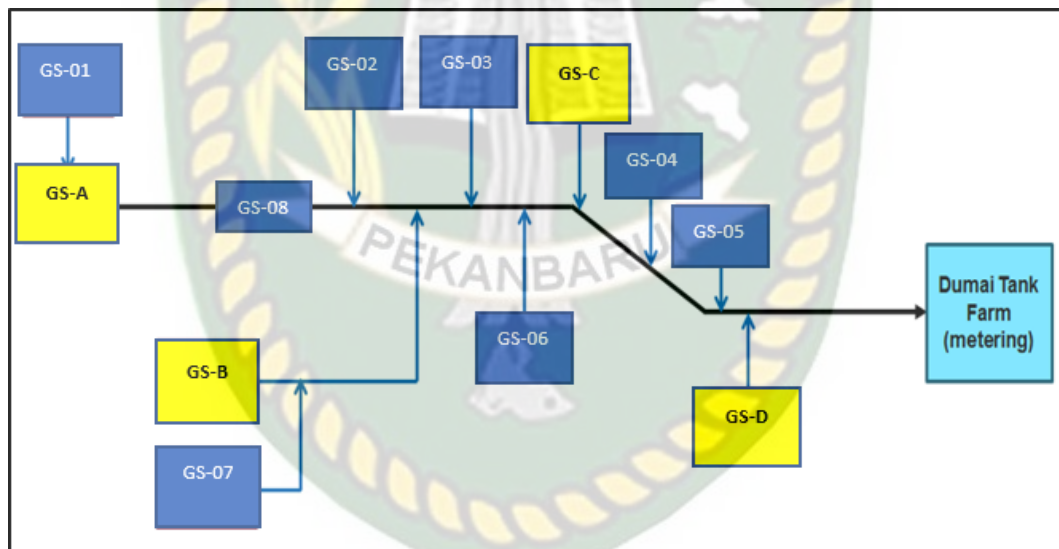 GS-01
GS-02
GS-03
GS-C
GS-A
GS-04
GS-08
GS-05
PEKANBARU
Dumai Tank
Farm
(metering)
GS-06
GS-B
GS-D
GS-07